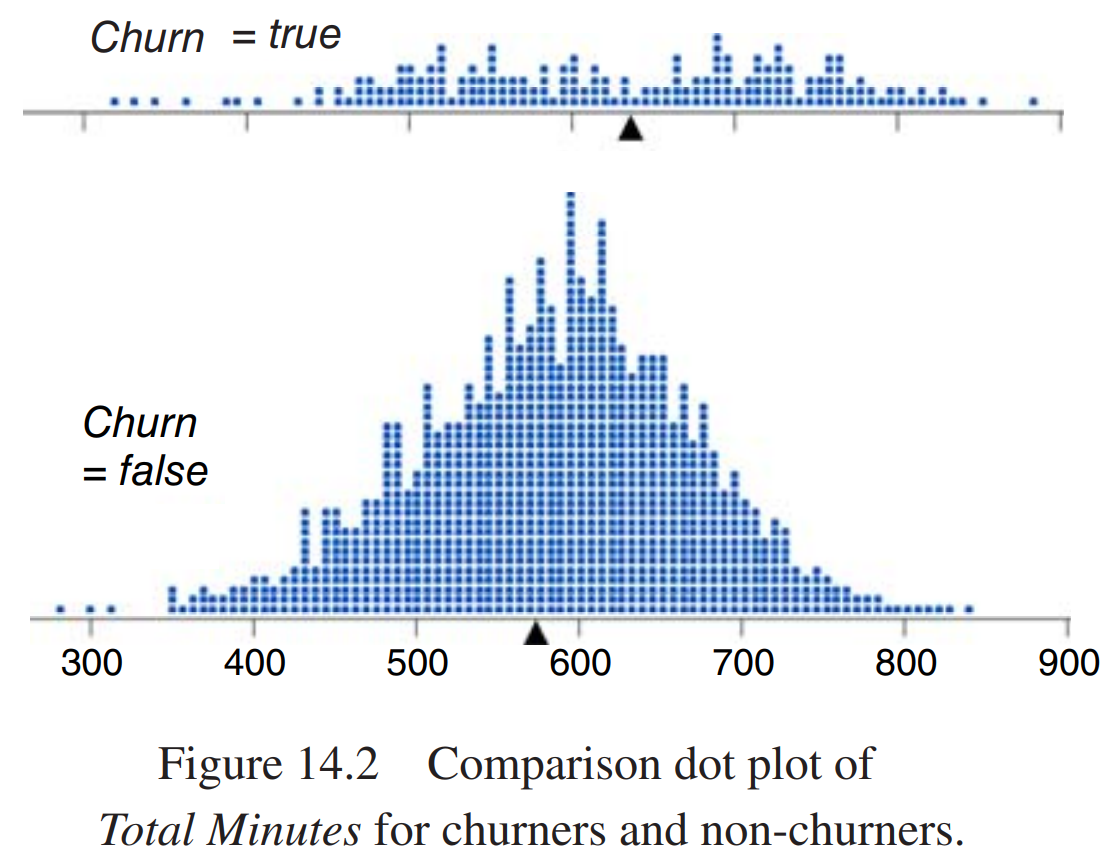 Churn = true
Churn
= false
300 400 500 600 700 800 900
Figure 14.2 Comparison dot plot of
Total Minutes for churners and non-churners.